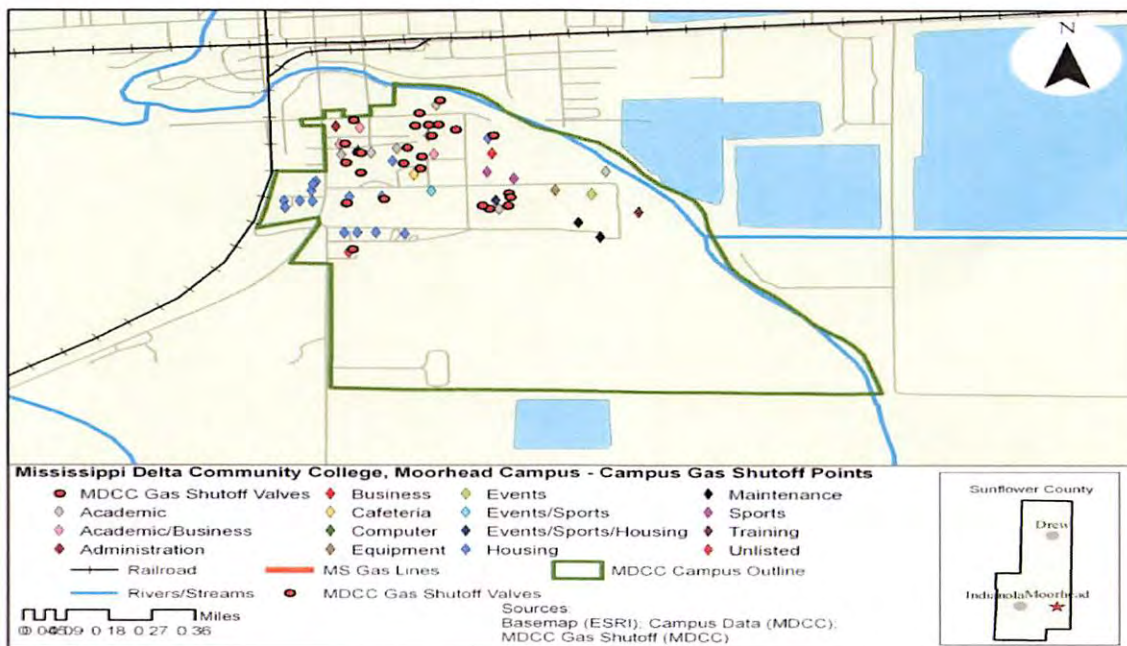 N
Mississippi Delta Community College, Moorhead Campus - Campus Gas Shutoff Points
MDCC Gas Shutoff Valves
Academic
Academic/Business
Administration
Business
Cafeteria
Computer
Equipment
Events
Events/Sports
Events/Sports/Housing
Housing
Maintenance
Sports
Training
Unlisted
Railroad
MS Gas Lines
MDCC Campus Outline
Rivers/Streams
MDCC Gas Shutoff Valves
Miles
0.18 0.27 0.36
Sources:
Basemap (ESRI); Campus Data (MDCC);
MDCC Gas Shutoff (MDCC)
Sunflower County
Drew
Indianola Moorhead